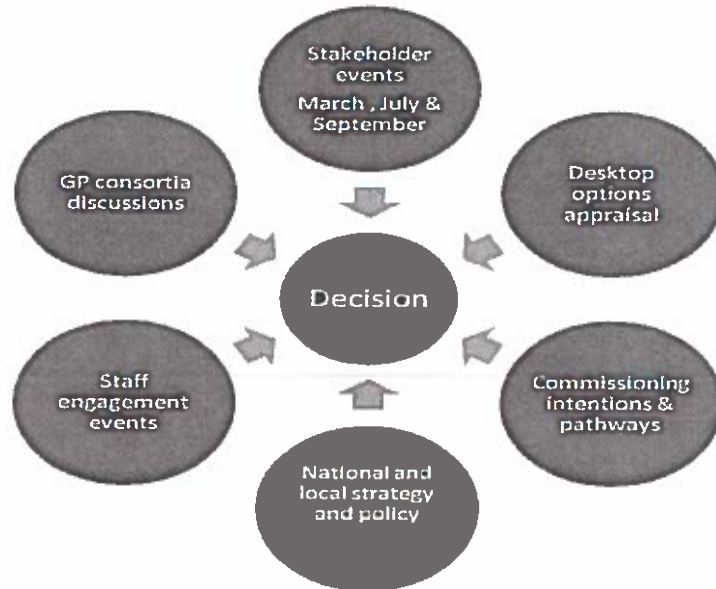 Stakeholder
events
March , July &
September
GP consortia
discussions
Desktop
options
appraisal
Decision
Staff
engagement
events
Commissioning
intentions &
pathways
National and
local strategy
and policy